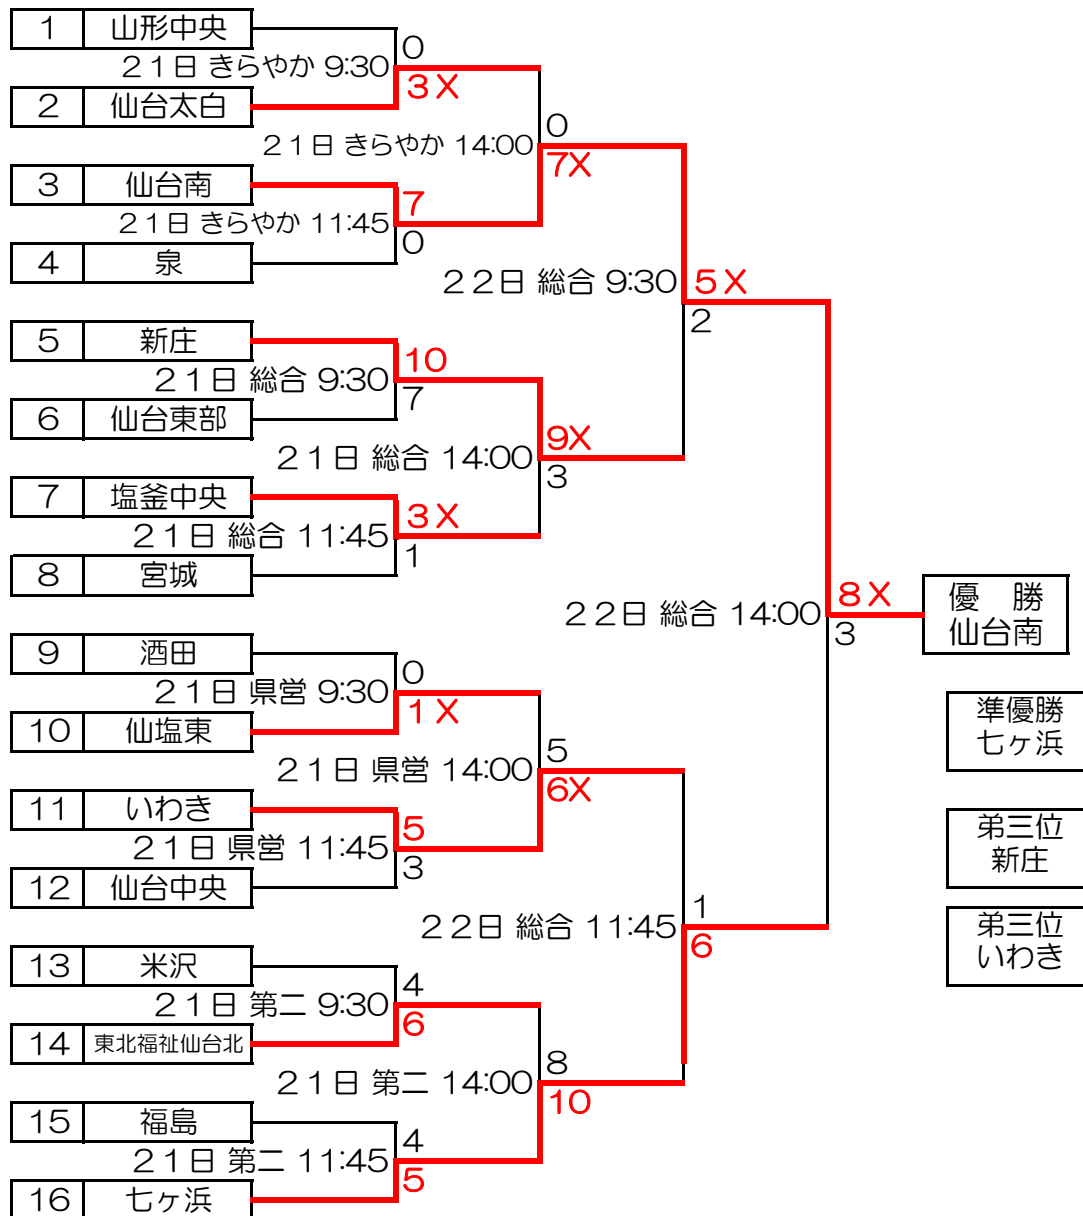 1 山形中央
0
21日 きらやか 9:30
3X
2 仙台太白
0
21日 きらやか 14:00
7X
3 仙台南
7
21日 きらやか 11:45
0
4 泉
22日 総合 9:30
5X
2
5 新庄
10
21日 総合 9:30
7
6 仙台東部
9X
21日 総合 14:00
3
7 塩釜中央
3X
21日 総合 11:45
1
8 宮城
8X
22日 総合 14:00
3
優 勝
仙台南
9 酒田
0
21日 県営 9:30
1X
10 仙塩東
準優勝
七ヶ浜
5
21日 県営 14:00
6X
11 いわき
5
21日 県営 11:45
3
12 仙台中央
第三位
新庄
1
22日 総合 11:45
6
第三位
いわき
13 米沢
4
21日 第二 9:30
6
14 東北福祉仙台北
8
21日 第二 14:00
10
15 福島
4
21日 第二 11:45
5
16 七ヶ浜